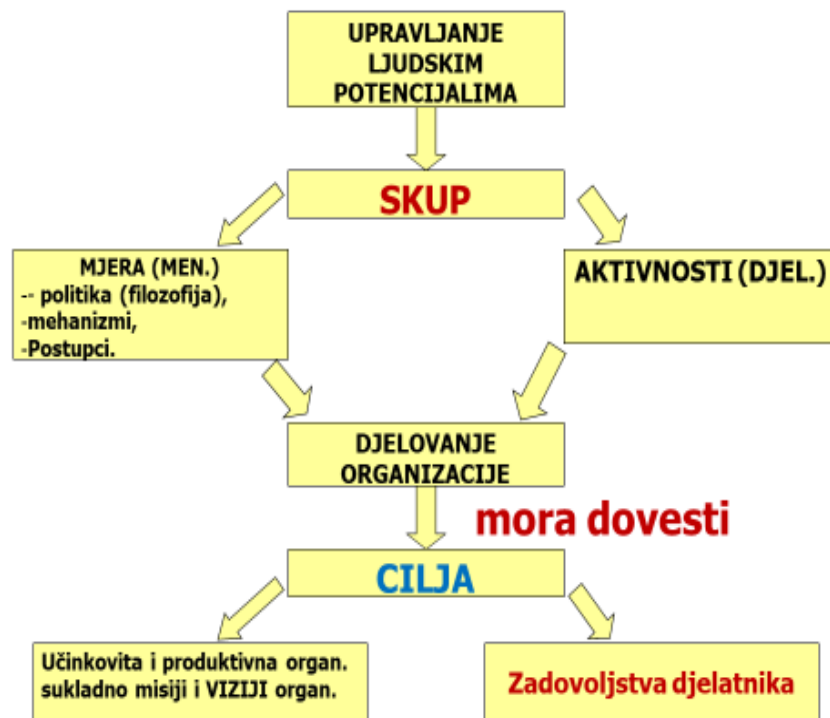 UPRAVLJANJE
LJUDSKIM
POTENCIJALIMA
SKUP
MJERA (MEN.)
-- politika (filozofija),
-mehanizmi,
-Postupci.
AKTIVNOSTI (DJEL.)
DJELOVANJE
ORGANIZACIJE
mora dovesti
CILJA
Učinkovita i produktivna organ.
sukladno misiji i VIZIJI organ.
Zadovoljstva djelatnika